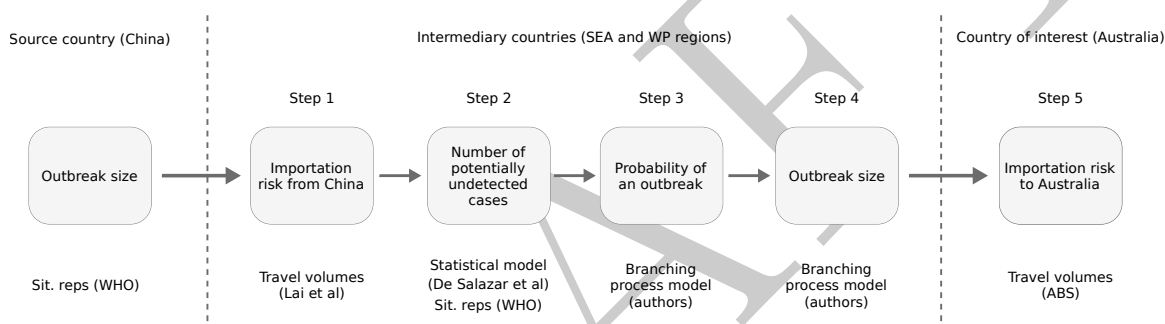 Source country (China)
Intermediary countries (SEA and WP regions)
Country of interest (Australia)
Step 1
Step 2
Step 3
Step 4
Step 5
Outbreak size
Importation
risk from China
Number of
potentially
undetected
cases
Probability of
an outbreak
Outbreak size
Importation risk
to Australia
Sit. reps (WHO)
Travel volumes
(Lai et al)
Statistical model
(De Salazar et al)
Sit. reps (WHO)
Branching
process model
(authors)
Branching
process model
(authors)
Travel volumes
(ABS)